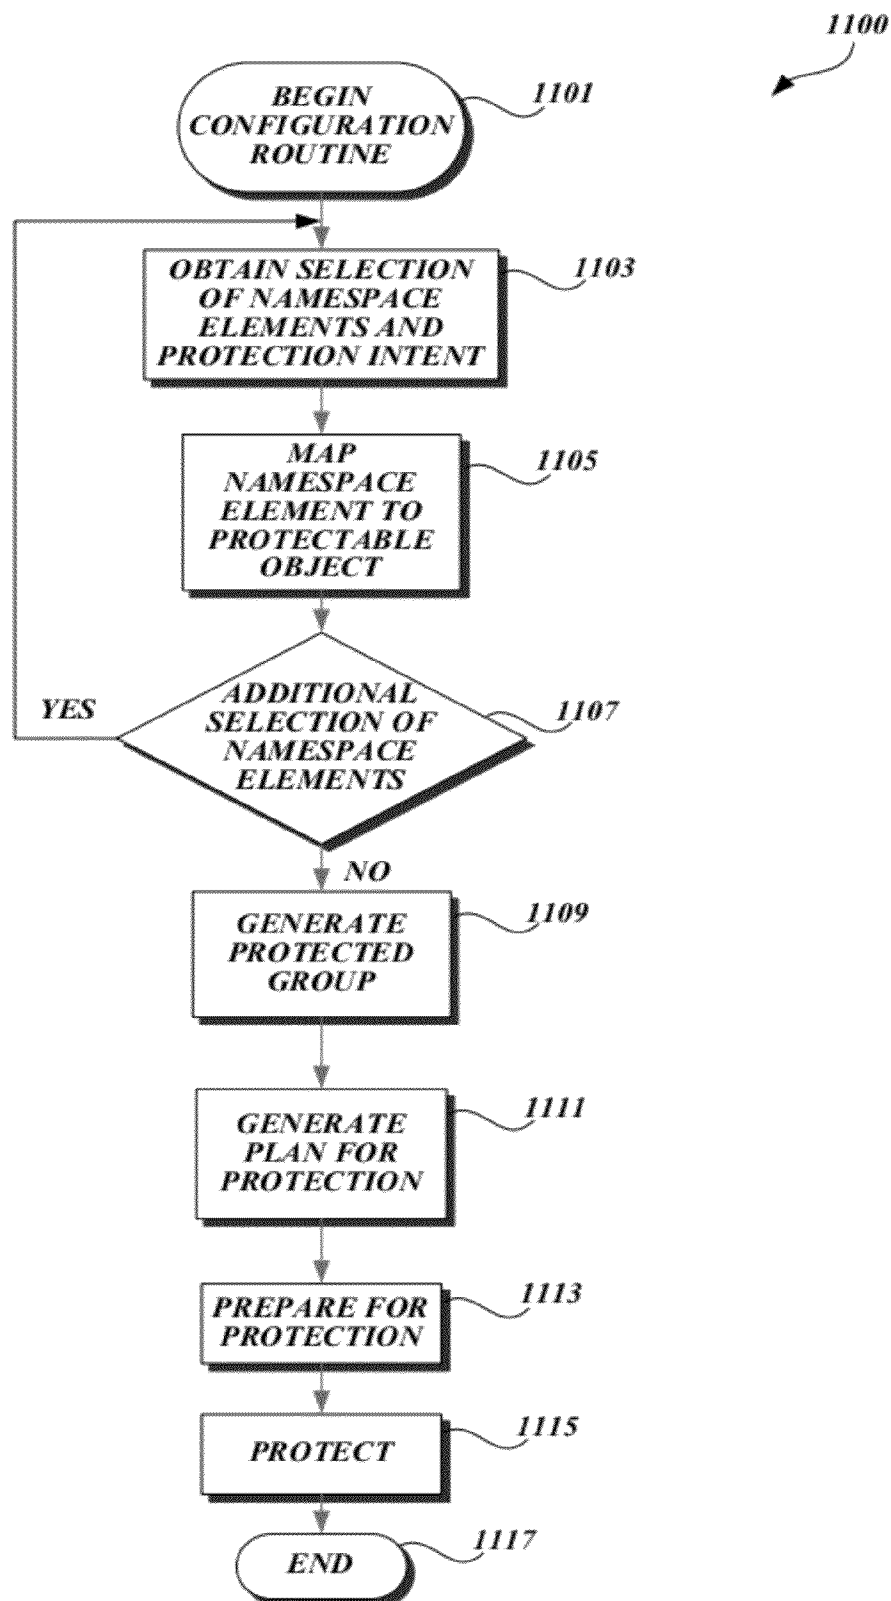 1100
BEGIN
CONFIGURATION
ROUTINE
1101
OBTAIN SELECTION
OF NAMESPACE
ELEMENTS AND
PROTECTION INTENT
1103
MAP
NAMESPACE
ELEMENT TO
PROTECTABLE
OBJECT
1105
ADDITIONAL
SELECTION OF
NAMESPACE
ELEMENTS
1107
YES
NO
GENERATE
PROTECTED
GROUP
1109
GENERATE
PLAN FOR
PROTECTION
1111
PREPARE FOR
PROTECTION
1113
PROTECT
1115
END
1117